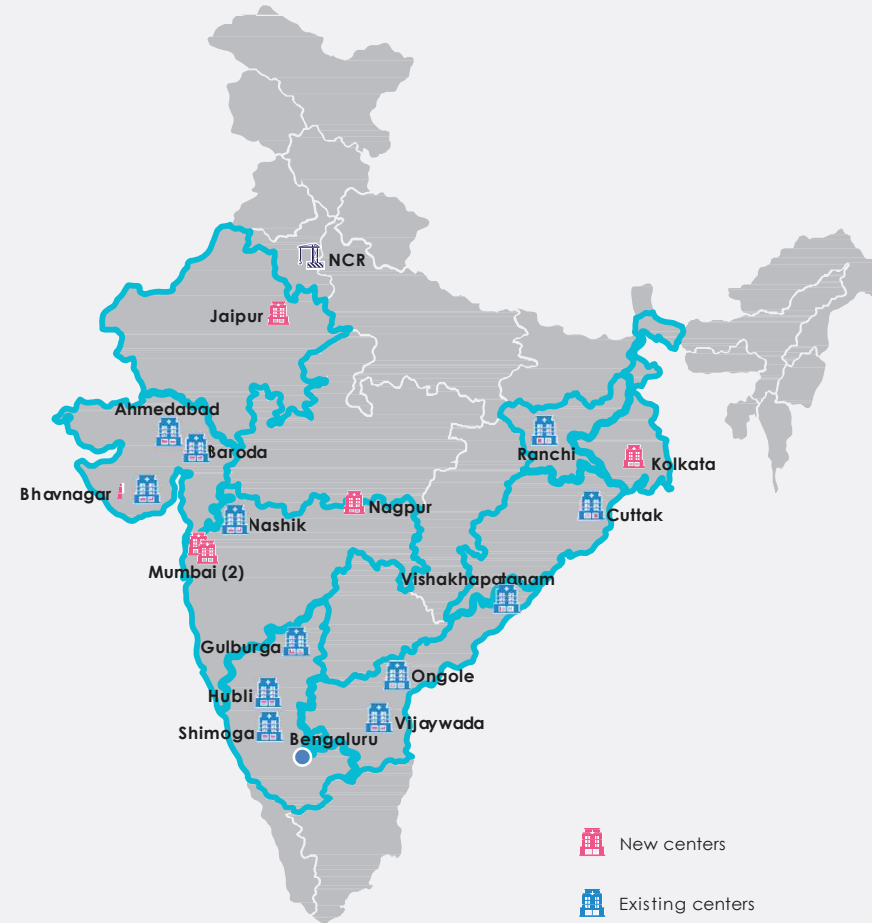 NCR
Jaipur
Ahmedabad
Baroda
Ranchi
Kolkata
Bhavnagar
Nagpur
Nashik
Cuttak
Mumbai (2)
Vishakhapatanam
Gulburga
Ongole
Hubli
Vijaywada
Shimoga
Bengaluru
New centers
Existing centers